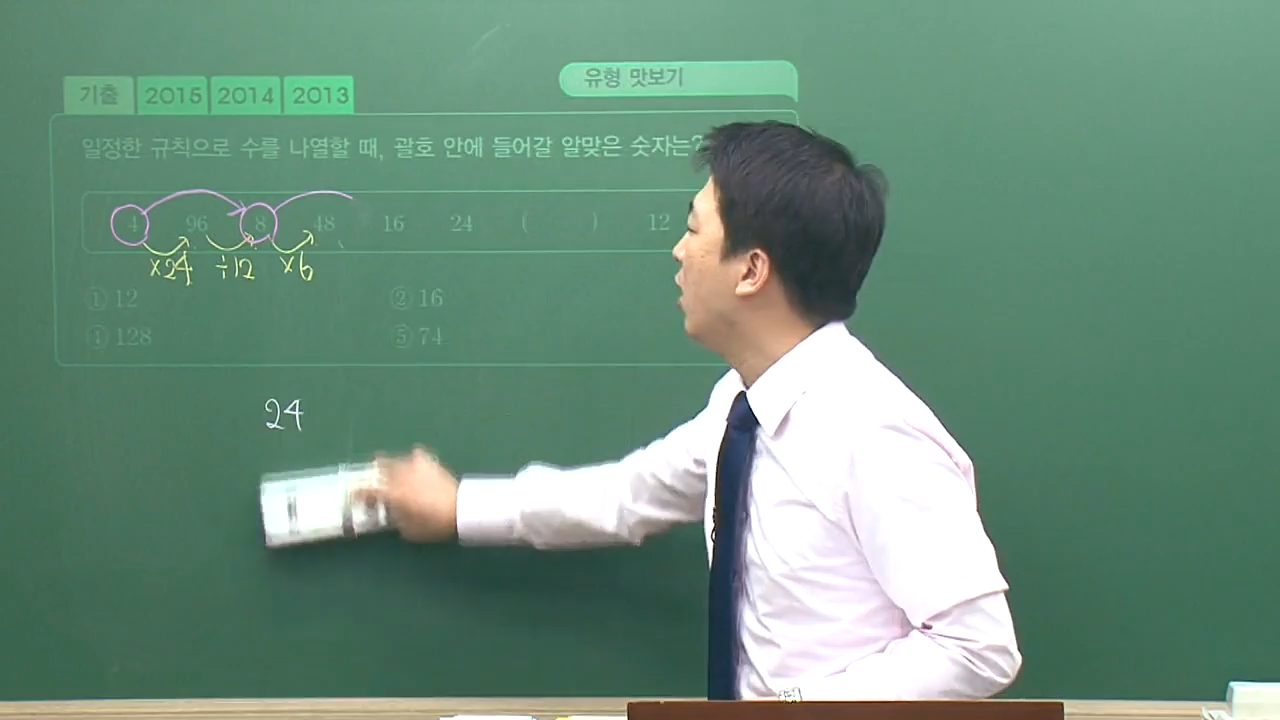 유형 맛보기
기출 2015 2014 2013
일정한 규칙으로 수를 나열할 때, 괄호 안에 들어갈 알맞은 숫자는?
4 96 8 48 16 24 ( ) 12
×24 ÷12 ×6
① 12 ② 16
128 ⑤ 74
24